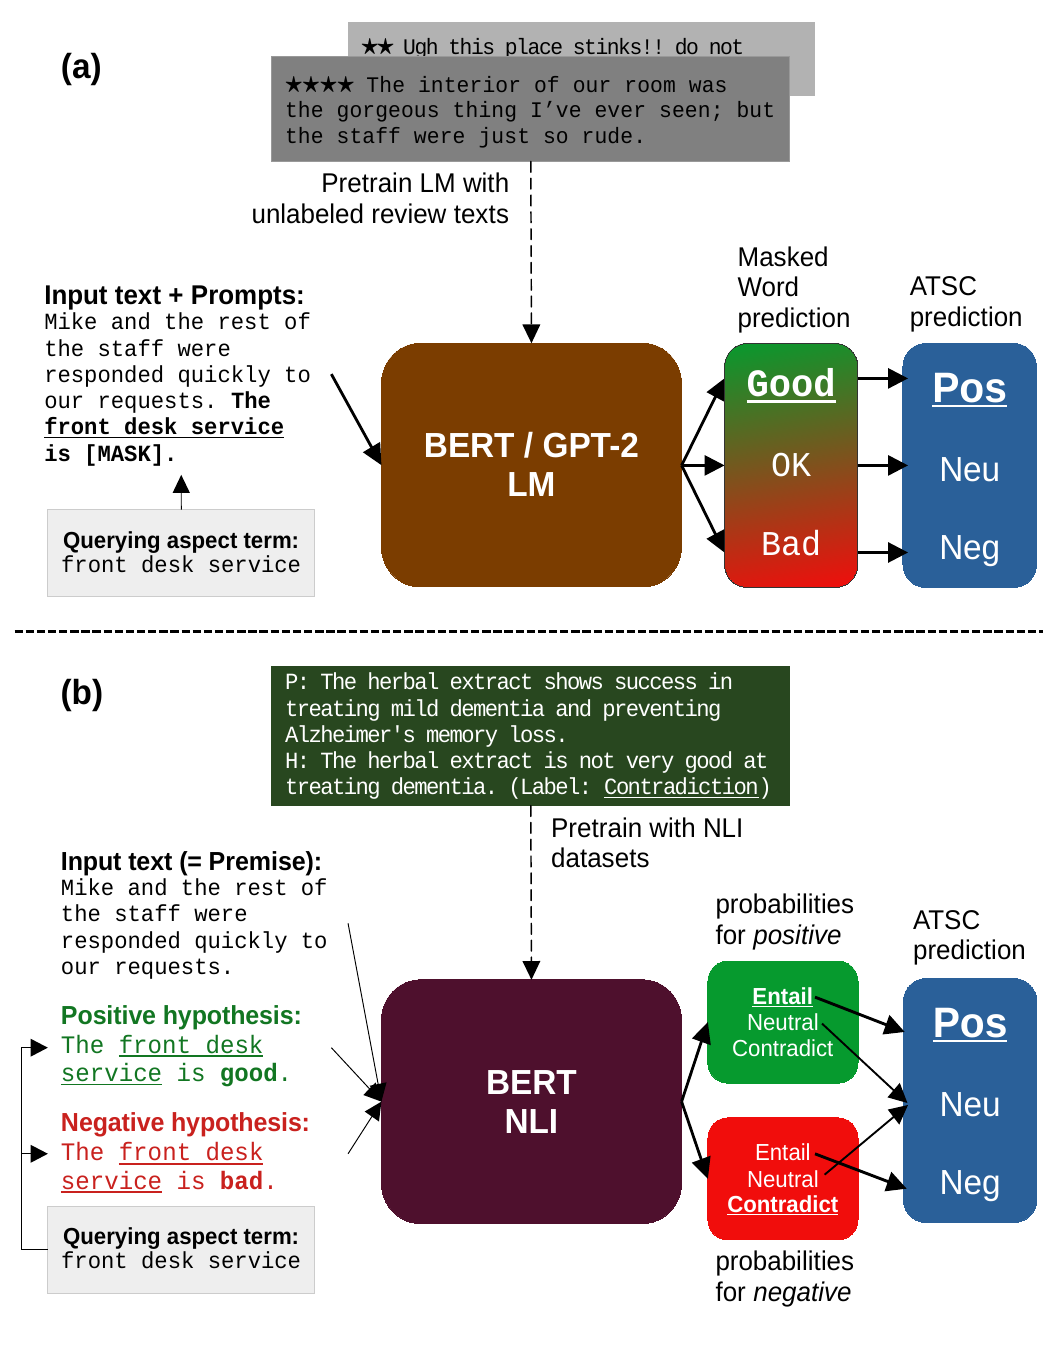 (a)
★★ Ugh this place stinks!! do not
★★★★ The interior of our room was
the gorgeous thing I’ve ever seen; but
the staff were just so rude.
Pretrain LM with
unlabeled review texts
Input text + Prompts:
Mike and the rest of
the staff were
responded quickly to
our requests. The
front desk service
is [MASK].
Querying aspect term:
front desk service
BERT / GPT-2
LM
Masked
Word
prediction
Good
OK
Bad
ATSC
prediction
Pos
Neu
Neg
(b)
P: The herbal extract shows success in
treating mild dementia and preventing
Alzheimer's memory loss.
H: The herbal extract is not very good at
treating dementia. (Label: Contradiction)
Pretrain with NLI
datasets
Input text (= Premise):
Mike and the rest of
the staff were
responded quickly to
our requests.
Positive hypothesis:
The front desk
service is good.
Negative hypothesis:
The front desk
service is bad.
Querying aspect term:
front desk service
BERT
NLI
probabilities
for positive
Entail
Neutral
Contradict
Entail
Neutral
Contradict
probabilities
for negative
ATSC
prediction
Pos
Neu
Neg